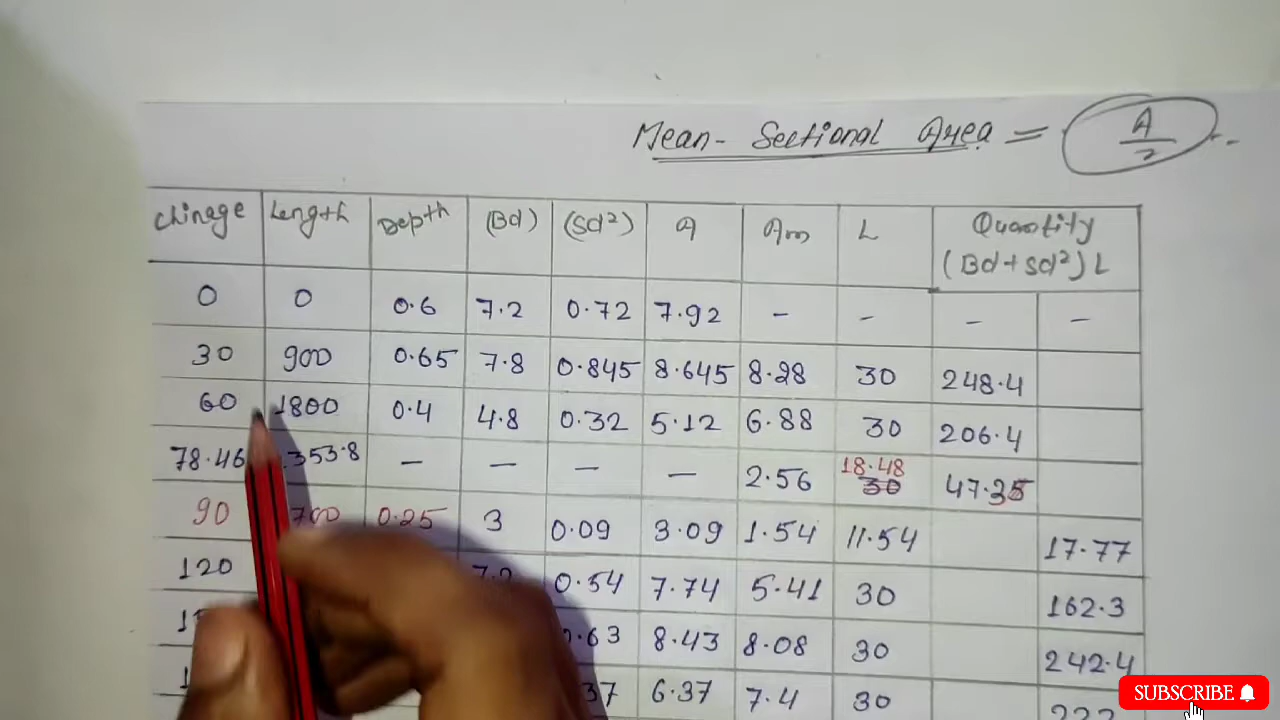 Mean- Sectional Area = A/2
Chinage Length Depth (Bd) (Sd²) A Am L Quantity
(Bd+Sd²)L
0 0 0.6 7.2 0.72 7.92 - - - -
30 900 0.65 7.8 0.845 8.645 8.28 30 248.4
60 1800 0.4 4.8 0.32 5.12 6.88 30 206.4
78.46 353.8 - - - - 2.56 18.48 30 47.35
90 700 0.25 3 0.09 3.09 1.54 11.54 17.77
120 0.54 7.74 5.41 30 162.3
.63 8.43 8.08 30 242.4
37 6.37 7.4 30
SUBSCRIBE